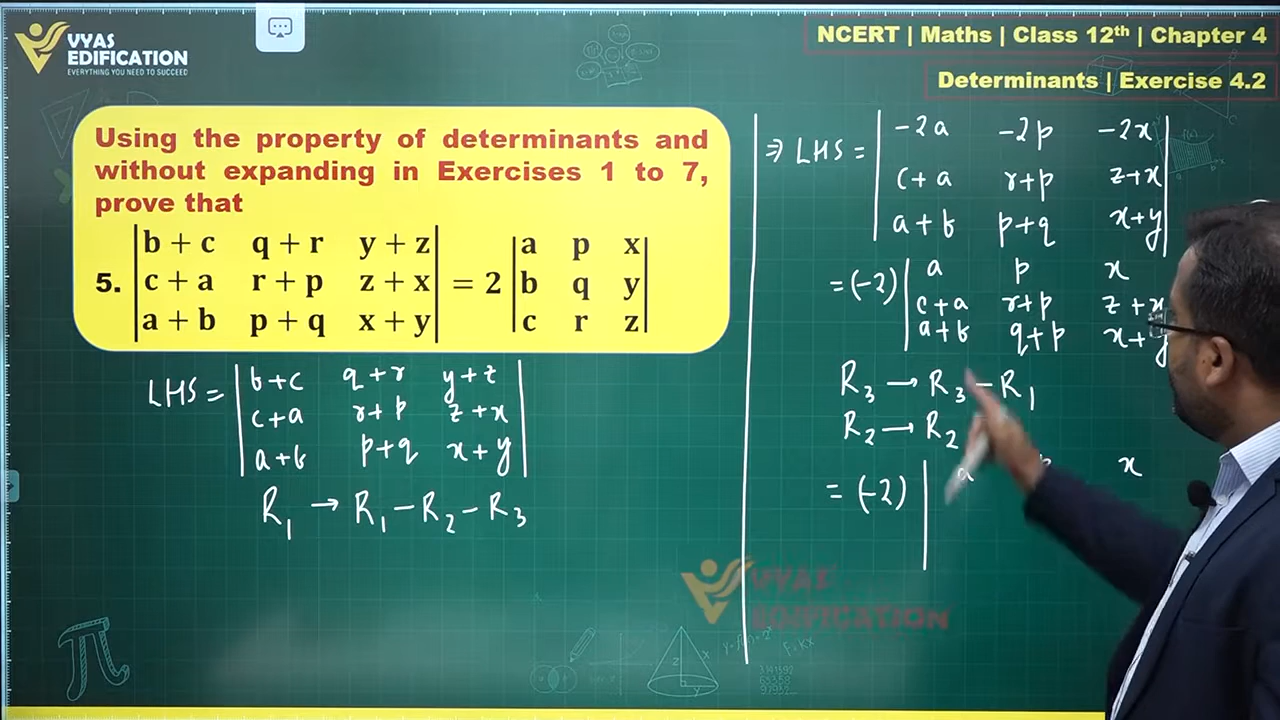 VYAS
EDIFICATION
EVERYTHING YOU NEED TO SUCCEED
NCERT | Maths | Class 12th | Chapter 4
Determinants | Exercise 4.2
Using the property of determinants and
without expanding in Exercises 1 to 7,
prove that
b + c q + r y + z
5. c + a r + p z + x
a + b p + q x + y
= 2
a p x
b q y
c r z
LHS =
b+c q+r y+z
c+a r+p z+x
a+b p+q x+y
R₁ → R₁ – R₂ – R₃
⇒ LHS =
-2a -2p -2x
c+a r+p z+x
a+b p+q x+y
= (-2)
a p x
c+a r+p z+x
a+b q+p x+y
R₃ → R₃ – R₁
R₂ → R₂
= (-2)
a x
VYAS
EDIFICATION